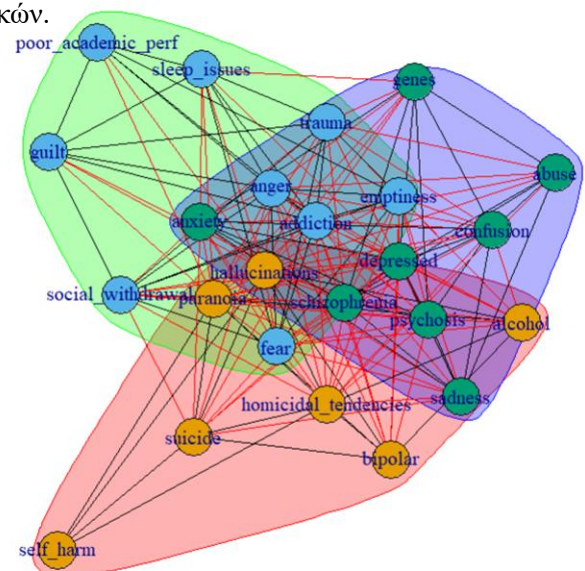 κών.
poor_academic_perf
sleep_issues
genes
guilt
trauma
abuse
anger
emptiness
anxiety
addiction
confusion
hallucinations
depressed
social_withdrawal
paranoia
schizophrenia
psychosis
alcohol
fear
homicidal_tendencies
sadness
suicide
bipolar
self_harm